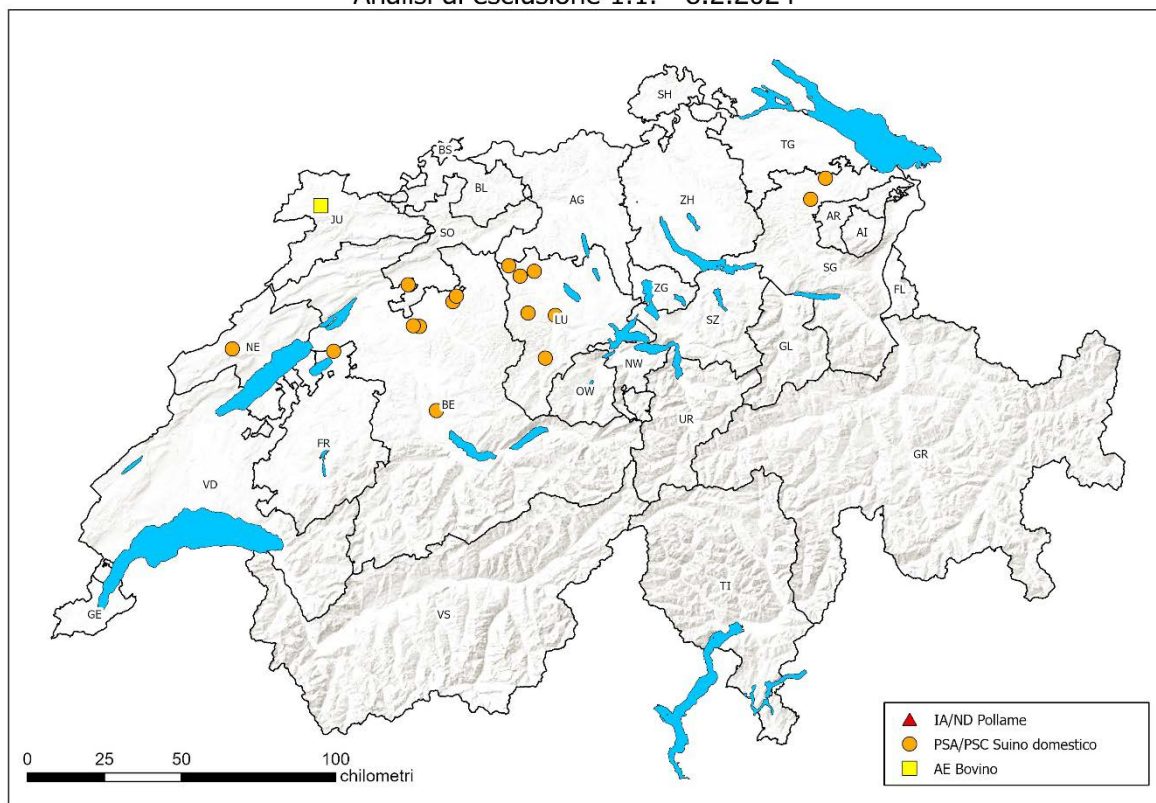 Analisi di esclusione 1.1. - 6.2.2024
SH
BS
TG
BL
AG
ZH
JU
AR
AI
SO
SG
ZG
FL
LU
SZ
NE
GL
NW
OW
BE
UR
FR
GR
VD
TI
GE
VS
IA/ND Pollame
PSA/PSC Suino domestico
AE Bovino
0 25 50 100
chilometri